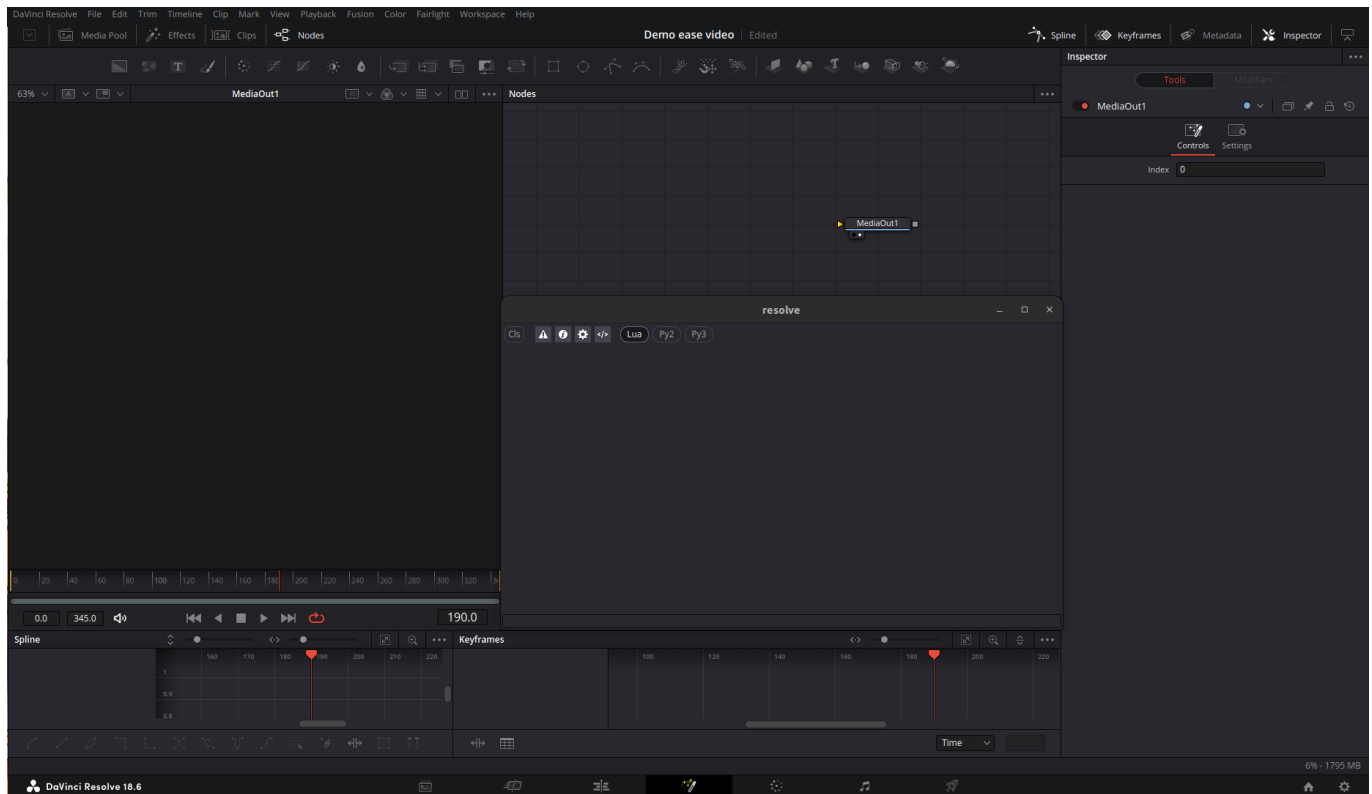 DaVinci Resolve File Edit Trim Timeline Clip Mark View Playback Fusion Color Fairlight Workspace Help
Media Pool Effects Clips Nodes Demo ease video Edited Spline Keyframes Metadata Inspector
Inspector
Tools Modifiers
63% MediaOut1 Nodes
MediaOut1
Controls Settings
Index 0
MediaOut1
resolve
Cls Lua Py2 Py3
0 20 40 60 80 100 120 140 160 180 200 220 240 260 280 300 320
0.0 345.0 190.0
Spline Keyframes
160 170 180 190 200 210 220 100 120 140 160 180 200 220
1
0.9
0.8
Time
6% - 1795 MB
DaVinci Resolve 18.6